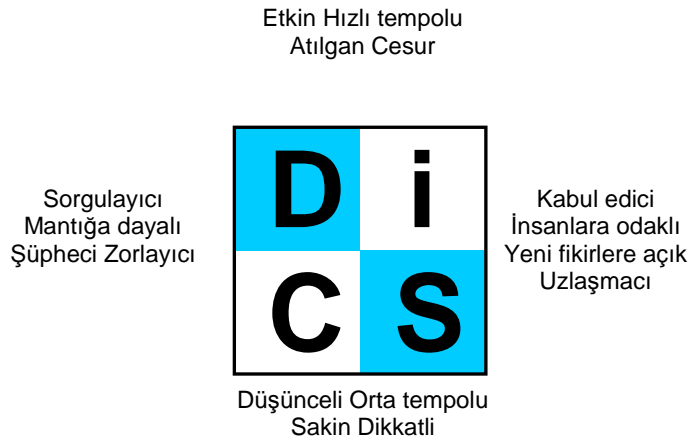 Etkin Hızlı tempolu
Atılgan Cesur
D i
Sorgulayıcı
Mantığa dayalı
Şüpheci Zorlayıcı
Kabul edici
İnsanlara odaklı
Yeni fikirlere açık
Uzlaşmacı
C S
Düşünceli Orta tempolu
Sakin Dikkatli